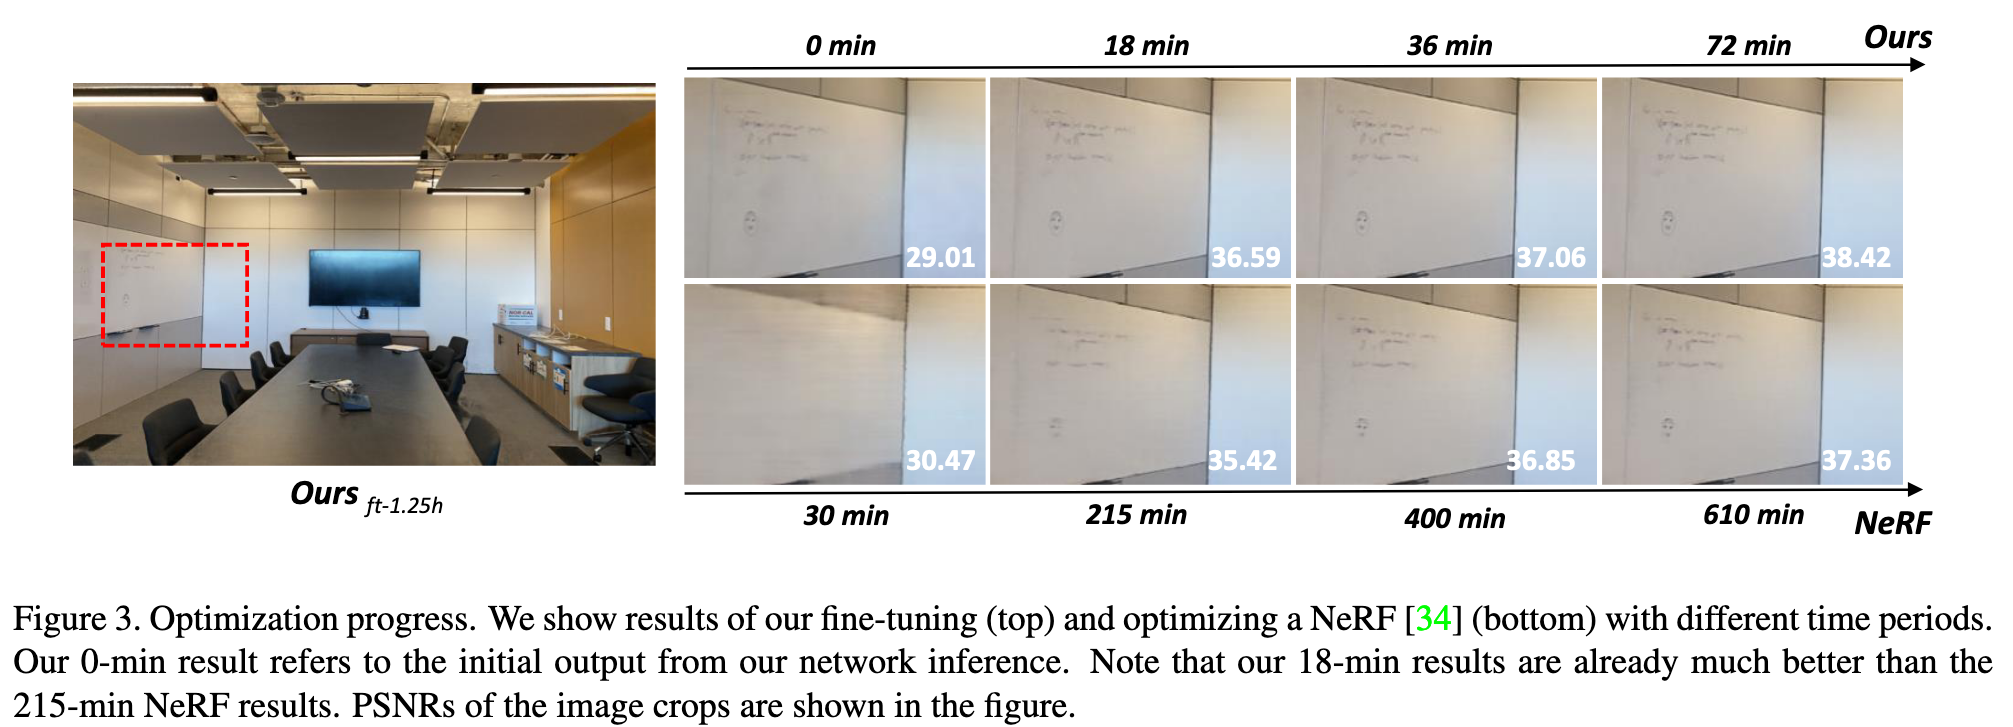 0 min 18 min 36 min 72 min Ours
29.01 36.59 37.06 38.42
30.47 35.42 36.85 37.36
30 min 215 min 400 min 610 min NeRF
Ours ft-1.25h
Figure 3. Optimization progress. We show results of our fine-tuning (top) and optimizing a NeRF [34] (bottom) with different time periods.
Our 0-min result refers to the initial output from our network inference. Note that our 18-min results are already much better than the
215-min NeRF results. PSNRs of the image crops are shown in the figure.